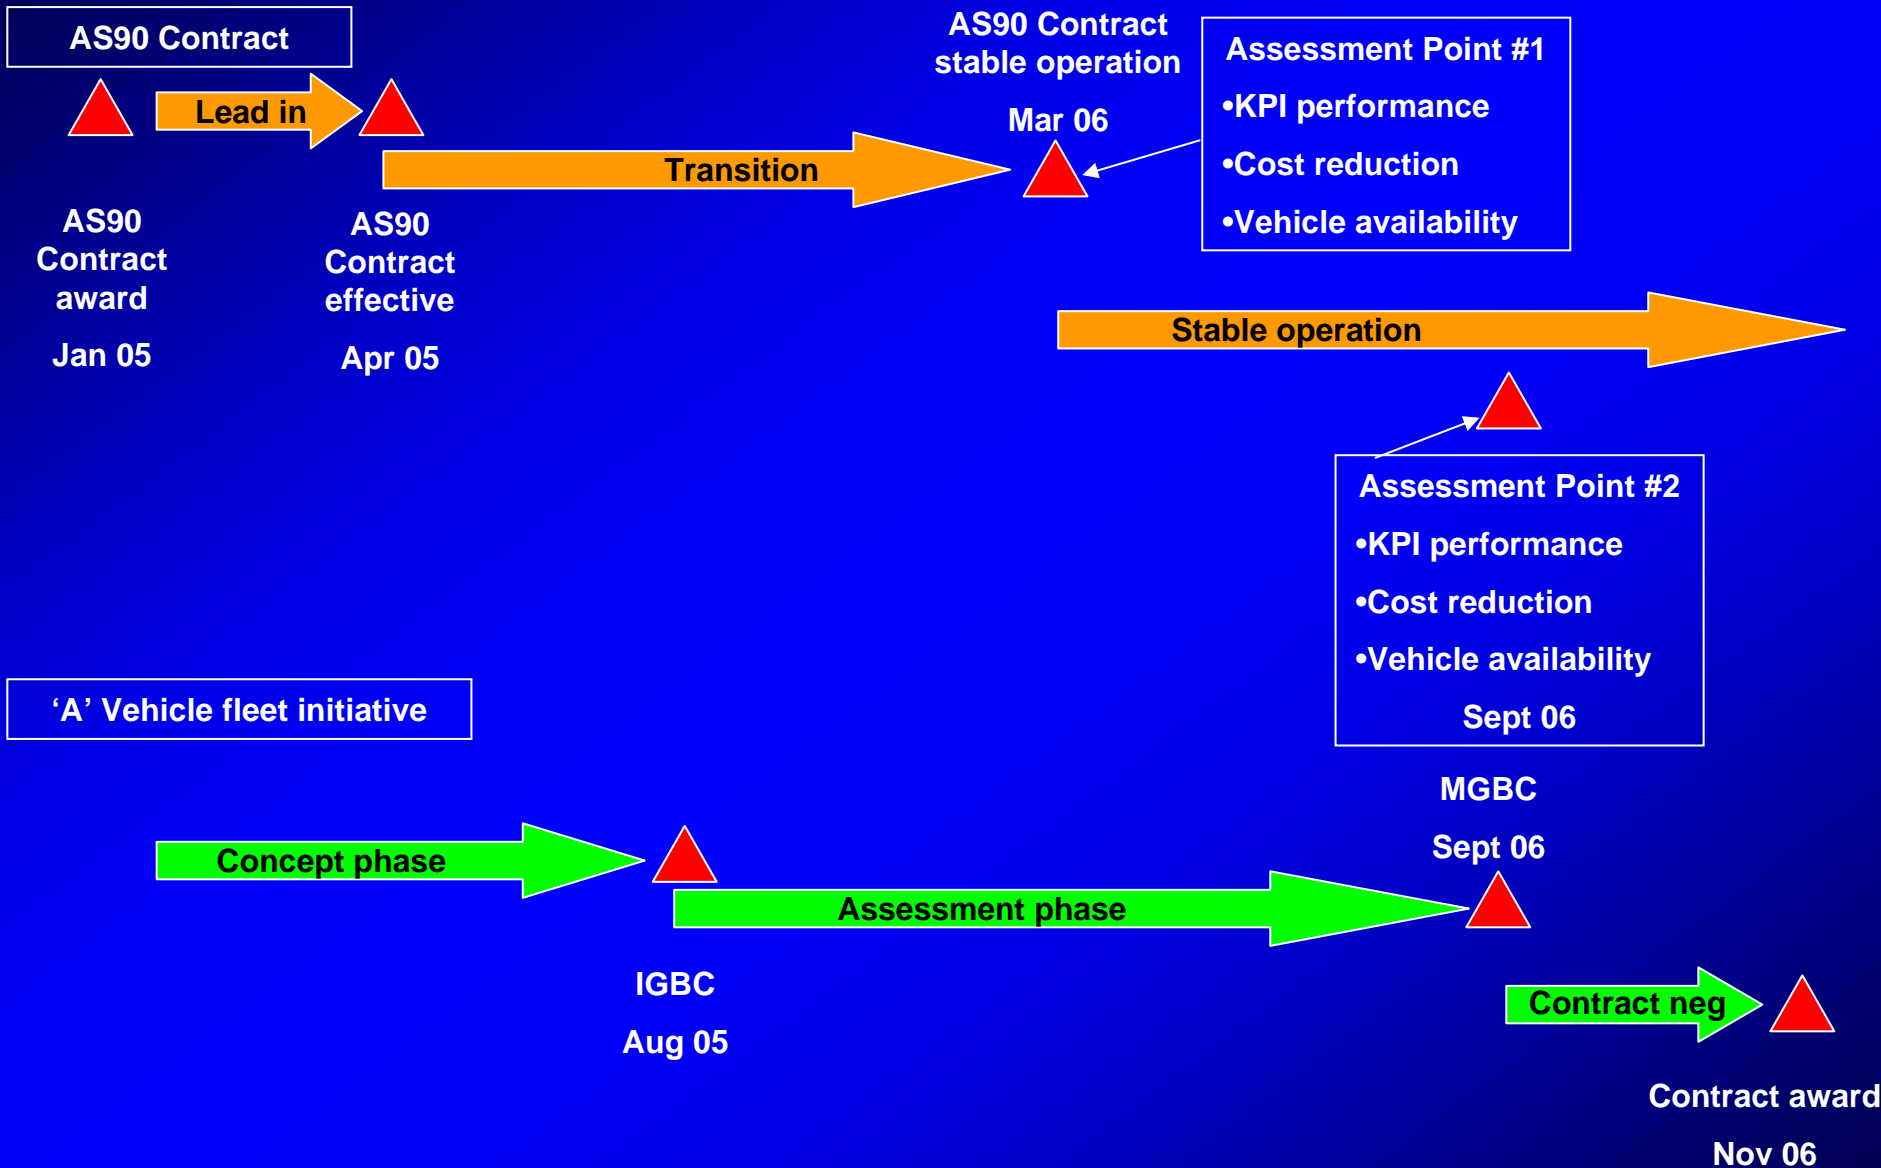 AS90 Contract
Lead in
AS90
Contract
award
Jan 05
AS90
Contract
effective
Apr 05
Transition
AS90 Contract
stable operation
Mar 06
Assessment Point #1
•KPI performance
•Cost reduction
•Vehicle availability
Stable operation
Assessment Point #2
•KPI performance
•Cost reduction
•Vehicle availability
Sept 06
‘A’ Vehicle fleet initiative
Concept phase
IGBC
Aug 05
Assessment phase
MGBC
Sept 06
Contract neg
Contract award
Nov 06